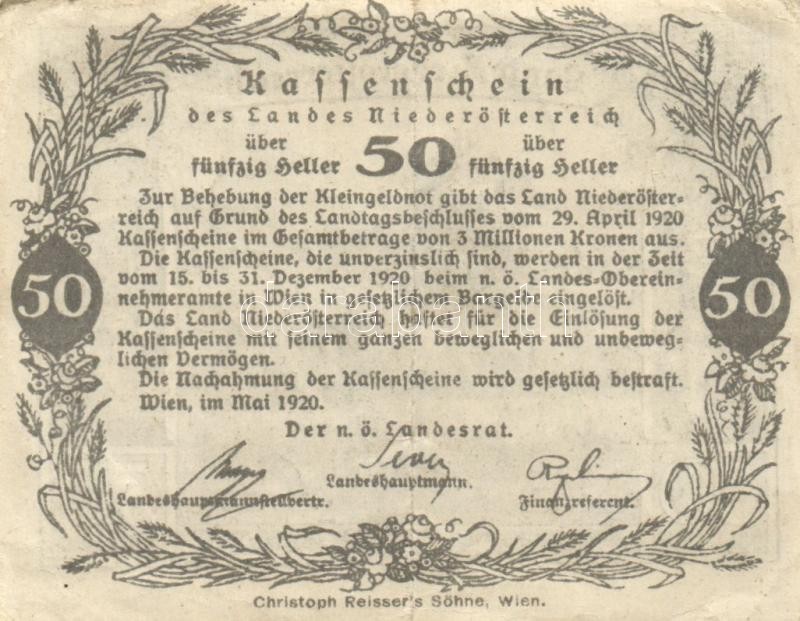 Kassenschein
des Landes Niederösterreich
über 50 über
fünfzig Heller fünfzig Heller
Zur Behebung der Kleingeldnot gibt das Land Niederöster-
reich auf Grund des Landtagsbeschlusses vom 29. April 1920
Kassenscheine im Gesamtbetrage von 3 Millionen Kronen aus.
Die Kassenscheine, die unverzinslich sind, werden in der Zeit
vom 15. bis 31. Dezember 1920 beim n. ö. Landes-Oberein-
nehmeramte in Wien in gesetzlichem Bargelde eingelöst.
Das Land Niederösterreich haftet für die Einlösung der
Kassenscheine mit seinem ganzen beweglichen und unbeweg-
lichen Vermögen.
Die Nachahmung der Kassenscheine wird gesetzlich bestraft.
Wien, im Mai 1920.
50 50
Der n. ö. Landesrat.
Landeshauptmann.
Landeshauptmannstellvertr. Finanzreferent.
Christoph Reisser's Söhne, Wien.
darabanth